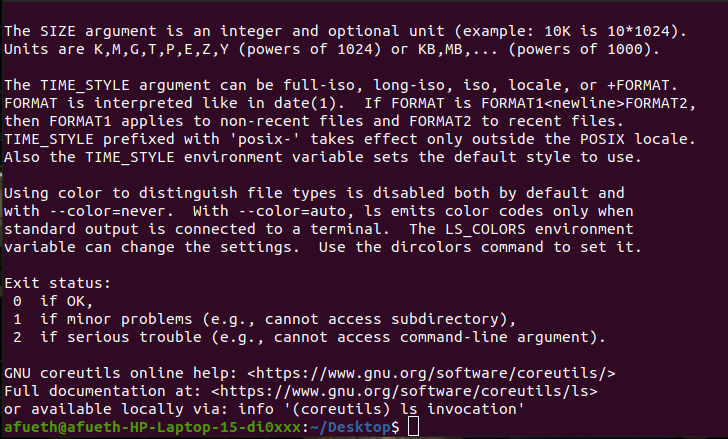 The SIZE argument is an integer and optional unit (example: 10K is 10*1024).
Units are K,M,G,T,P,E,Z,Y (powers of 1024) or KB,MB,... (powers of 1000).

The TIME_STYLE argument can be full-iso, long-iso, iso, locale, or +FORMAT.
FORMAT is interpreted like in date(1).  If FORMAT is FORMAT1<newline>FORMAT2,
then FORMAT1 applies to non-recent files and FORMAT2 to recent files.
TIME_STYLE prefixed with 'posix-' takes effect only outside the POSIX locale.
Also the TIME_STYLE environment variable sets the default style to use.

Using color to distinguish file types is disabled both by default and
with --color=never.  With --color=auto, ls emits color codes only when
standard output is connected to a terminal.  The LS_COLORS environment
variable can change the settings.  Use the dircolors command to set it.

Exit status:
 0  if OK,
 1  if minor problems (e.g., cannot access subdirectory),
 2  if serious trouble (e.g., cannot access command-line argument).

GNU coreutils online help: <https://www.gnu.org/software/coreutils/>
Full documentation at: <https://www.gnu.org/software/coreutils/ls>
or available locally via: info '(coreutils) ls invocation'
afueth@afueth-HP-Laptop-15-di0xxx:~/Desktop$